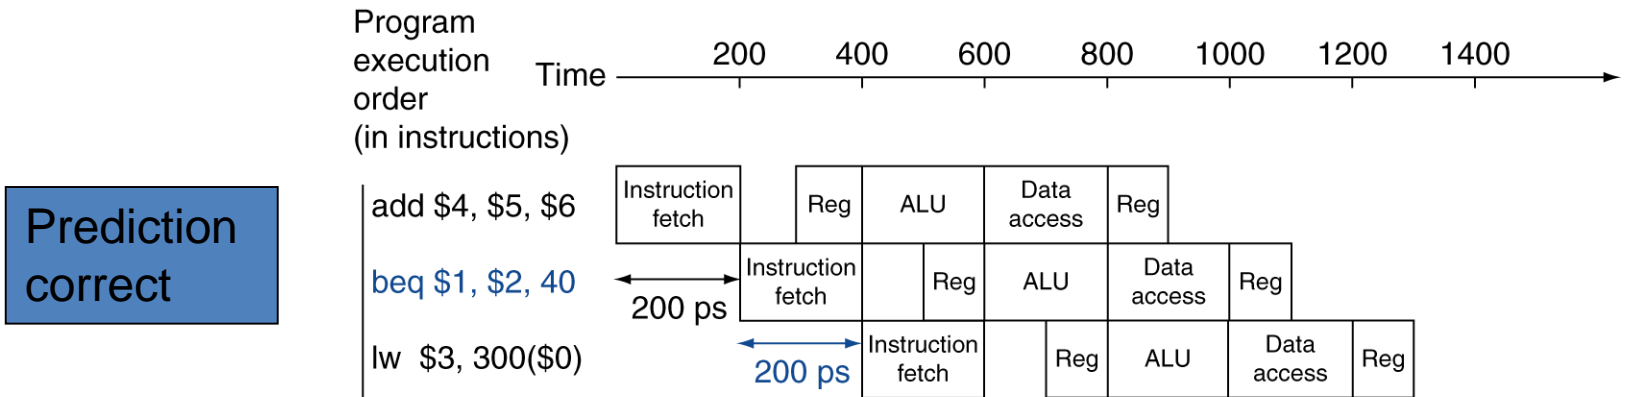 Program
execution
order
(in instructions)
Time
200 400 600 800 1000 1200 1400
Prediction
correct
add $4, $5, $6
Instruction
fetch
Reg
ALU
Data
access
Reg
beq $1, $2, 40
200 ps
Instruction
fetch
Reg
ALU
Data
access
Reg
lw $3, 300($0)
200 ps
Instruction
fetch
Reg
ALU
Data
access
Reg